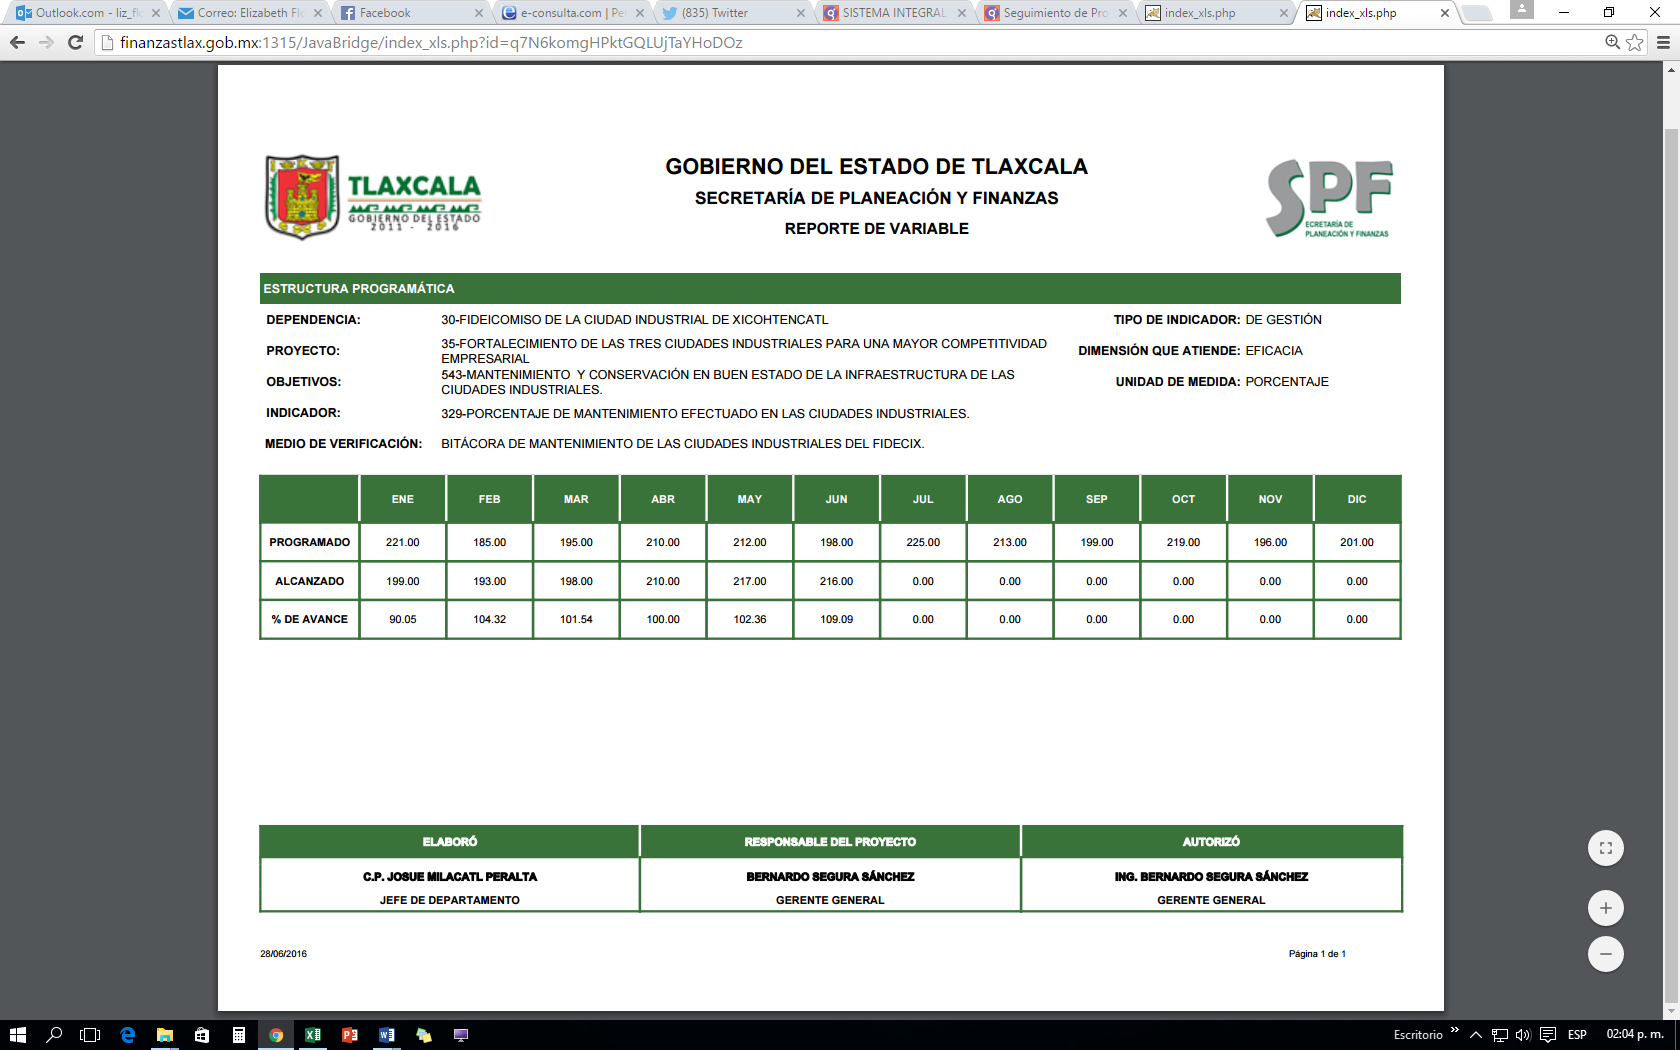 Outlook.com - liz_fl
Correo: Elizabeth Fl
Facebook
e-consulta.com | Pe
(835) Twitter
SISTEMA INTEGRAL
Seguimiento de Pro
index_xls.php
index_xls.php
finanzastlax.gob.mx:1315/JavaBridge/index_xls.php?id=q7N6komgHPktGQLUjTaYHoDOz
TLAXCALA
GOBIERNO DEL ESTADO
2011 - 2016
GOBIERNO DEL ESTADO DE TLAXCALA
SECRETARÍA DE PLANEACIÓN Y FINANZAS
REPORTE DE VARIABLE
SPF
ECRETARÍA DE
PLANEACIÓN Y FINANZAS
ESTRUCTURA PROGRAMÁTICA
DEPENDENCIA: 30-FIDEICOMISO DE LA CIUDAD INDUSTRIAL DE XICOHTENCATL TIPO DE INDICADOR: DE GESTIÓN
PROYECTO: 35-FORTALECIMIENTO DE LAS TRES CIUDADES INDUSTRIALES PARA UNA MAYOR COMPETITIVIDAD
EMPRESARIAL DIMENSIÓN QUE ATIENDE: EFICACIA
OBJETIVOS: 543-MANTENIMIENTO Y CONSERVACIÓN EN BUEN ESTADO DE LA INFRAESTRUCTURA DE LAS
CIUDADES INDUSTRIALES. UNIDAD DE MEDIDA: PORCENTAJE
INDICADOR: 329-PORCENTAJE DE MANTENIMIENTO EFECTUADO EN LAS CIUDADES INDUSTRIALES.
MEDIO DE VERIFICACIÓN: BITÁCORA DE MANTENIMIENTO DE LAS CIUDADES INDUSTRIALES DEL FIDECIX.
ENE FEB MAR ABR MAY JUN JUL AGO SEP OCT NOV DIC
PROGRAMADO 221.00 185.00 195.00 210.00 212.00 198.00 225.00 213.00 199.00 219.00 196.00 201.00
ALCANZADO 199.00 193.00 198.00 210.00 217.00 216.00 0.00 0.00 0.00 0.00 0.00 0.00
% DE AVANCE 90.05 104.32 101.54 100.00 102.36 109.09 0.00 0.00 0.00 0.00 0.00 0.00
ELABORÓ RESPONSABLE DEL PROYECTO AUTORIZÓ
C.P. JOSUE MILACATL PERALTA BERNARDO SEGURA SÁNCHEZ ING. BERNARDO SEGURA SÁNCHEZ
JEFE DE DEPARTAMENTO GERENTE GENERAL GERENTE GENERAL
28/06/2016 Página 1 de 1
Escritorio ESP 02:04 p. m.